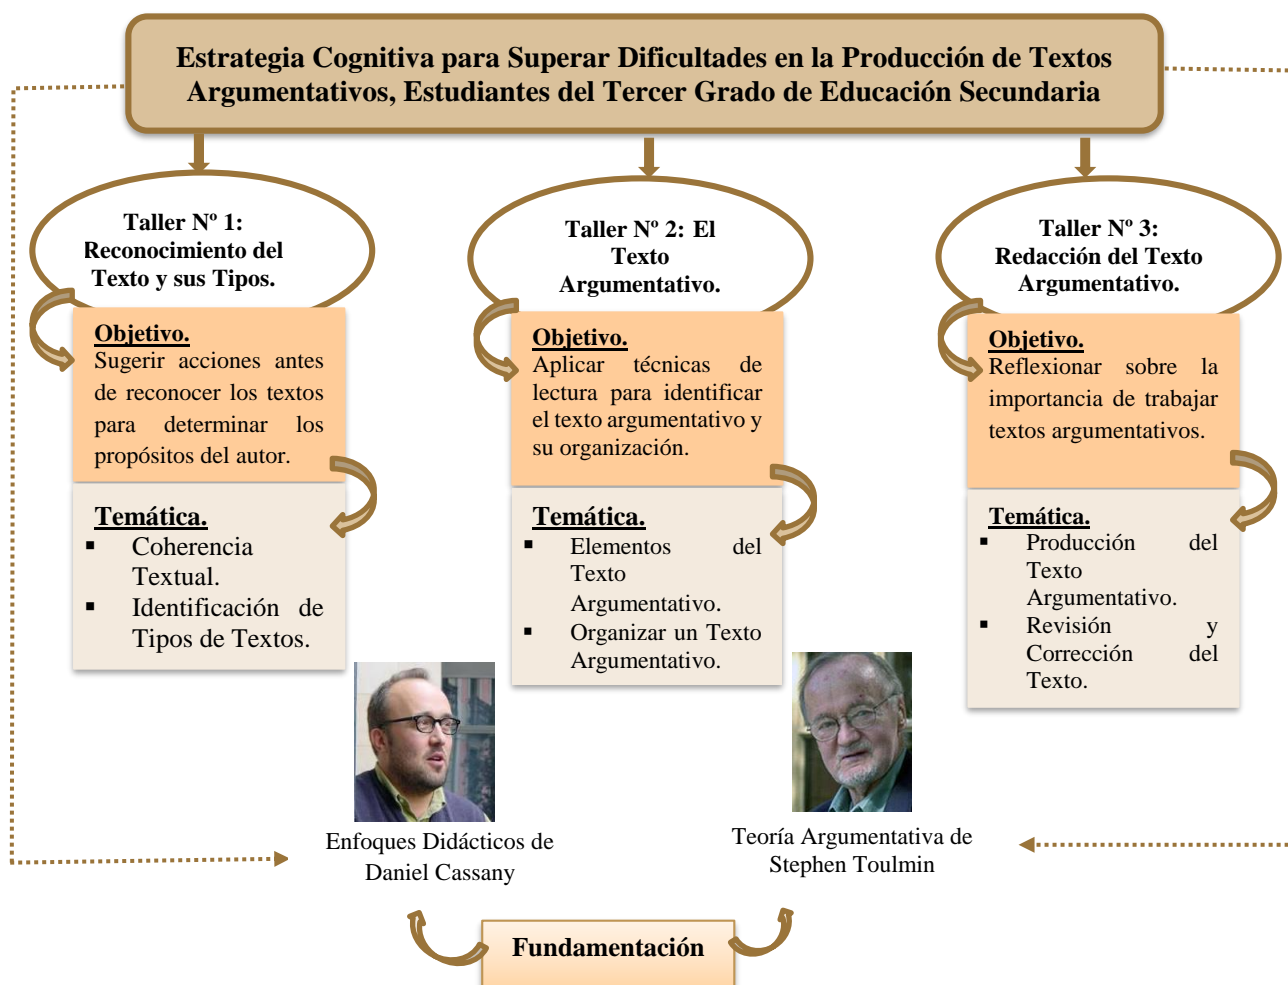 Estrategia Cognitiva para Superar Dificultades en la Producción de Textos
Argumentativos, Estudiantes del Tercer Grado de Educación Secundaria
Taller Nº 1:
Reconocimiento del
Texto y sus Tipos.
Objetivo.
Sugerir acciones antes
de reconocer los textos
para determinar los
propósitos del autor.
Temática.
▪ Coherencia
Textual.
▪ Identificación de
Tipos de Textos.
Taller Nº 2: El
Texto
Argumentativo.
Objetivo.
Aplicar técnicas de
lectura para identificar
el texto argumentativo y
su organización.
Temática.
▪ Elementos del
Texto
Argumentativo.
▪ Organizar un Texto
Argumentativo.
Taller Nº 3:
Redacción del Texto
Argumentativo.
Objetivo.
Reflexionar sobre la
importancia de trabajar
textos argumentativos.
Temática.
▪ Producción del
Texto
Argumentativo.
▪ Revisión y
Corrección del
Texto.
Enfoques Didácticos de
Daniel Cassany
Teoría Argumentativa de
Stephen Toulmin
Fundamentación